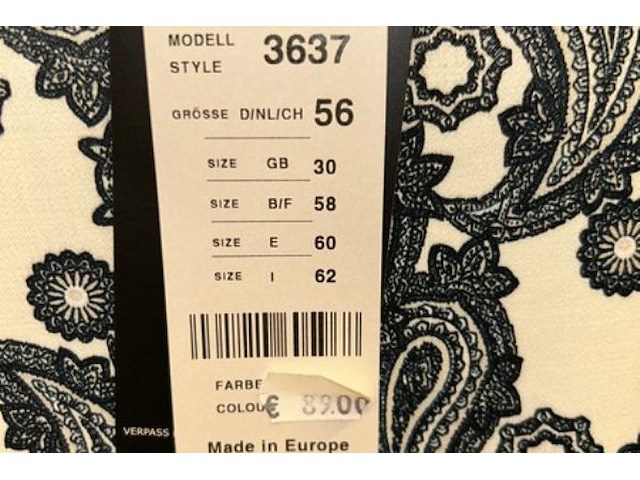 MODELL
STYLE 3637
GRÖSSE D/NL/CH 56
SIZE GB 30
SIZE B/F 58
SIZE E 60
SIZE I 62
FARBE
COLOU € 89.00
VERPASS
Made in Europe